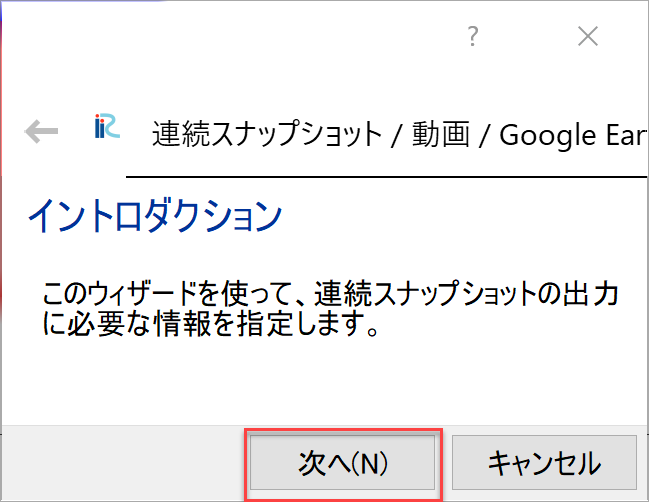 ?
連続スナップショット / 動画 / Google Ear
イントロダクション
このウィザードを使って、連続スナップショットの出力
に必要な情報を指定します。
次へ(N)
キャンセル